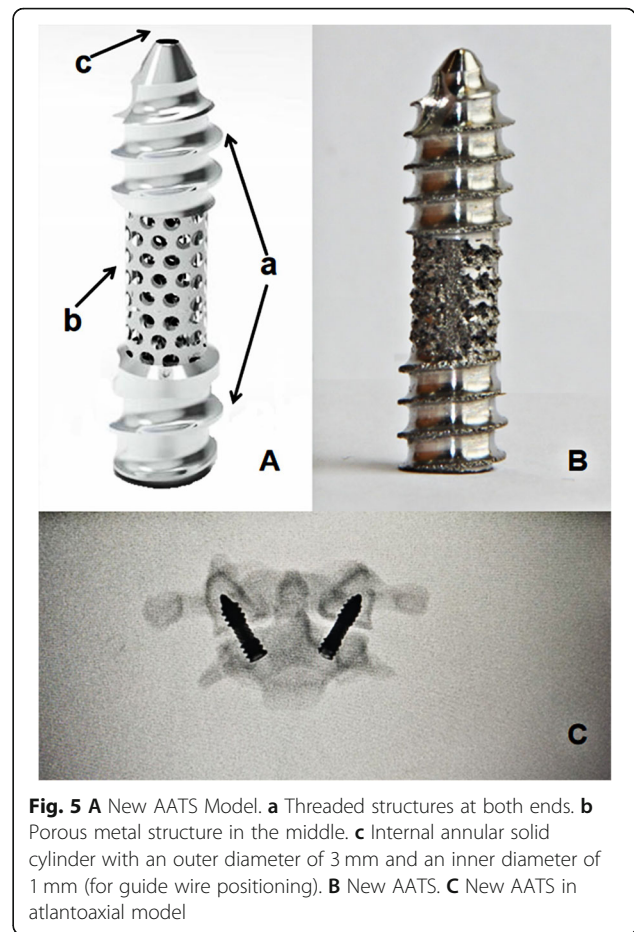 c
a
b
A
B
C
Fig. 5 A New AATS Model. a Threaded structures at both ends. b
Porous metal structure in the middle. c Internal annular solid
cylinder with an outer diameter of 3 mm and an inner diameter of
1 mm (for guide wire positioning). B New AATS. C New AATS in
atlantoaxial model